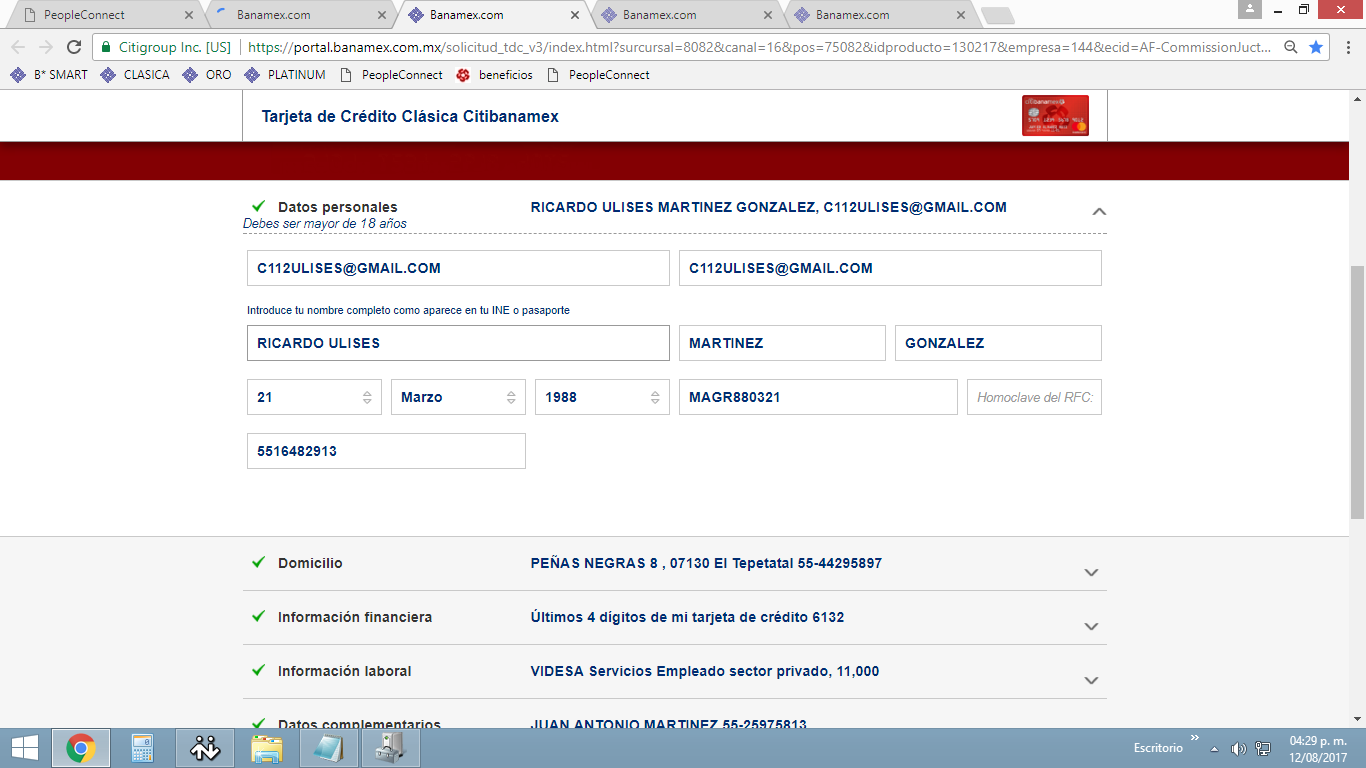 PeopleConnect
Banamex.com
Banamex.com
Banamex.com
Banamex.com
Citigroup Inc. [US]
https://portal.banamex.com.mx/solicitud_tdc_v3/index.html?surcursal=8082&canal=16&pos=75082&idproducto=130217&empresa=144&ecid=AF-CommissionJuct...
B* SMART
CLASICA
ORO
PLATINUM
PeopleConnect
beneficios
PeopleConnect
Tarjeta de Crédito Clásica Citibanamex
Datos personales
RICARDO ULISES MARTINEZ GONZALEZ, C112ULISES@GMAIL.COM
Debes ser mayor de 18 años
C112ULISES@GMAIL.COM
C112ULISES@GMAIL.COM
Introduce tu nombre completo como aparece en tu INE o pasaporte
RICARDO ULISES
MARTINEZ
GONZALEZ
21
Marzo
1988
MAGR880321
Homoclave del RFC:
5516482913
Domicilio
PEÑAS NEGRAS 8 , 07130 El Tepetatal 55-44295897
Información financiera
Últimos 4 dígitos de mi tarjeta de crédito 6132
Información laboral
VIDESA Servicios Empleado sector privado, 11,000
Datos complementarios
JUAN ANTONIO MARTINEZ 55-25975813
Escritorio
04:29 p. m.
12/08/2017